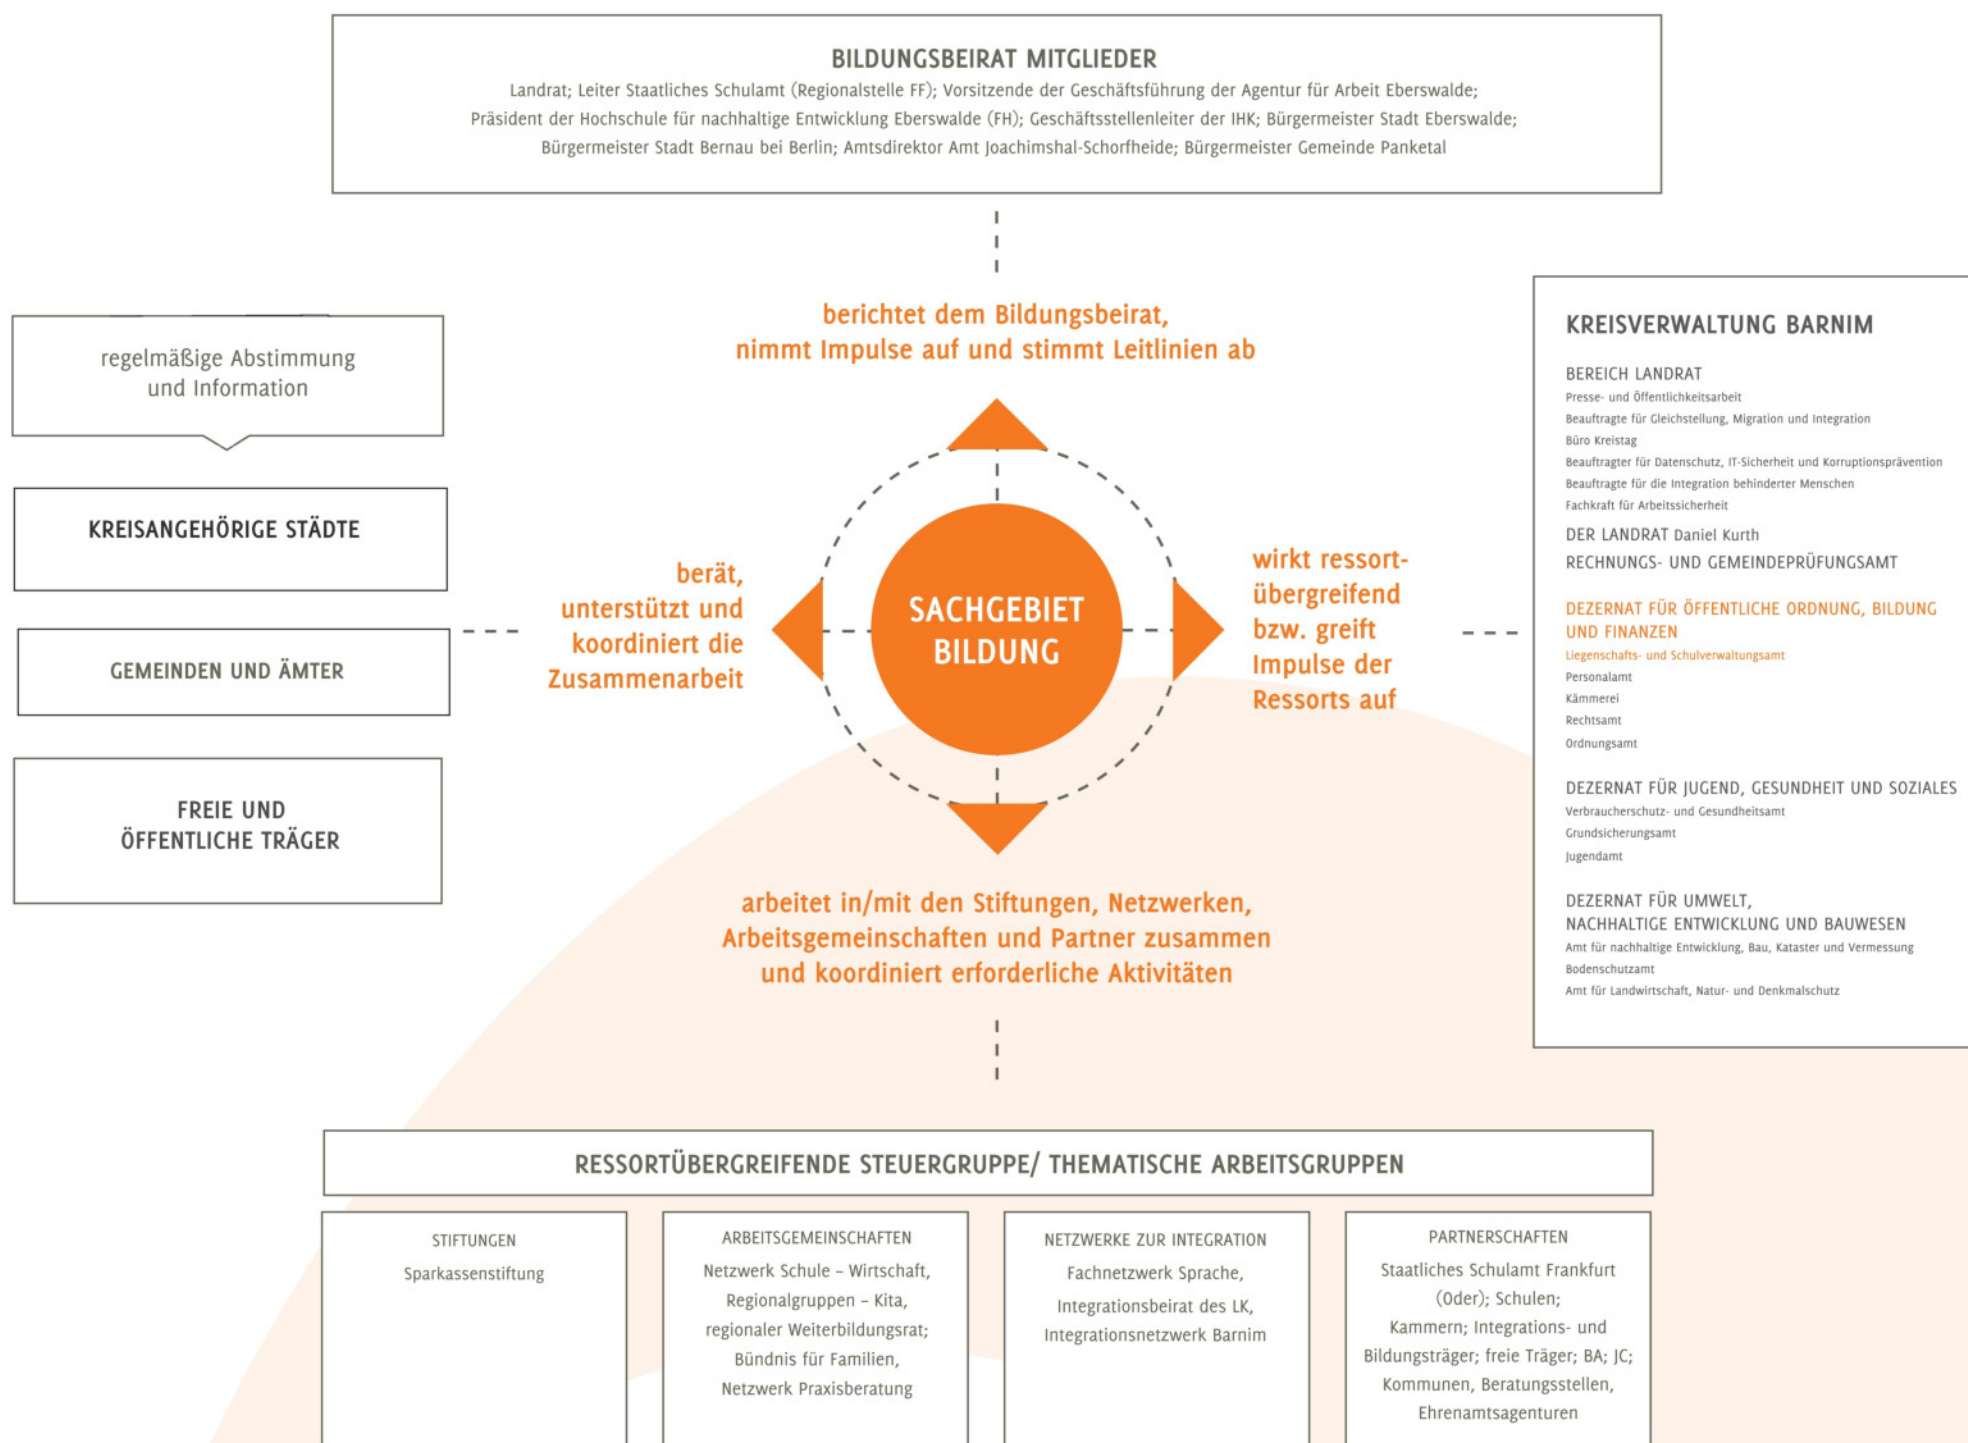 BILDUNGSBEIRAT MITGLIEDER
Landrat; Leiter Staatliches Schulamt (Regionalstelle FF); Vorsitzende der Geschäftsführung der Agentur für Arbeit Eberswalde;
Präsident der Hochschule für nachhaltige Entwicklung Eberswalde (FH); Geschäftsstellenleiter der IHK; Bürgermeister Stadt Eberswalde;
Bürgermeister Stadt Bernau bei Berlin; Amtsdirektor Amt Joachimshal-Schorfheide; Bürgermeister Gemeinde Panketal
berichtet dem Bildungsbeirat,
nimmt Impulse auf und stimmt Leitlinien ab
regelmäßige Abstimmung
und Information
KREISANGEHÖRIGE STÄDTE
GEMEINDEN UND ÄMTER
FREIE UND
ÖFFENTLICHE TRÄGER
berät,
unterstützt und
koordiniert die
Zusammenarbeit
SACHGEBIET
BILDUNG
wirkt ressort-
übergreifend
bzw. greift
Impulse der
Ressorts auf
KREISVERWALTUNG BARNIM
BEREICH LANDRAT
Presse- und Öffentlichkeitsarbeit
Beauftragte für Gleichstellung, Migration und Integration
Büro Kreistag
Beauftragter für Datenschutz, IT-Sicherheit und Korruptionsprävention
Beauftragte für die Integration behinderter Menschen
Fachkraft für Arbeitssicherheit
DER LANDRAT Daniel Kurth
RECHNUNGS- UND GEMEINDEPRÜFUNGSAMT
DEZERNAT FÜR ÖFFENTLICHE ORDNUNG, BILDUNG
UND FINANZEN
Liegenschafts- und Schulverwaltungsamt
Personalamt
Kämmerei
Rechtsamt
Ordnungsamt
DEZERNAT FÜR JUGEND, GESUNDHEIT UND SOZIALES
Verbraucherschutz- und Gesundheitsamt
Grundsicherungsamt
Jugendamt
DEZERNAT FÜR UMWELT,
NACHHALTIGE ENTWICKLUNG UND BAUWESEN
Amt für nachhaltige Entwicklung, Bau, Kataster und Vermessung
Bodenschutzamt
Amt für Landwirtschaft, Natur- und Denkmalschutz
arbeitet in/mit den Stiftungen, Netzwerken,
Arbeitsgemeinschaften und Partner zusammen
und koordiniert erforderliche Aktivitäten
RESSORTÜBERGREIFENDE STEUERGRUPPE/ THEMATISCHE ARBEITSGRUPPEN
STIFTUNGEN
Sparkassenstiftung
ARBEITSGEMEINSCHAFTEN
Netzwerk Schule – Wirtschaft,
Regionalgruppen – Kita,
regionaler Weiterbildungsrat;
Bündnis für Familien,
Netzwerk Praxisberatung
NETZWERKE ZUR INTEGRATION
Fachnetzwerk Sprache,
Integrationsbeirat des LK,
Integrationsnetzwerk Barnim
PARTNERSCHAFTEN
Staatliches Schulamt Frankfurt
(Oder); Schulen;
Kammern; Integrations- und
Bildungsträger; freie Träger; BA; JC;
Kommunen, Beratungsstellen,
Ehrenamtsagenturen